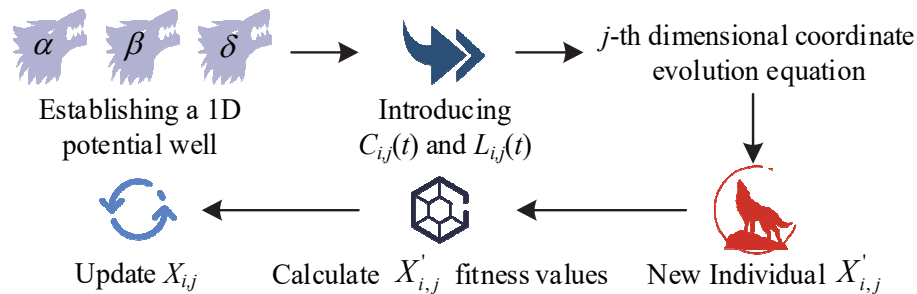 α β δ
Establishing a 1D
potential well
Introducing
C_{i,j}(t) and L_{i,j}(t)
j-th dimensional coordinate
evolution equation
New Individual X'_{i,j}
Calculate X'_{i,j} fitness values
Update X_{i,j}